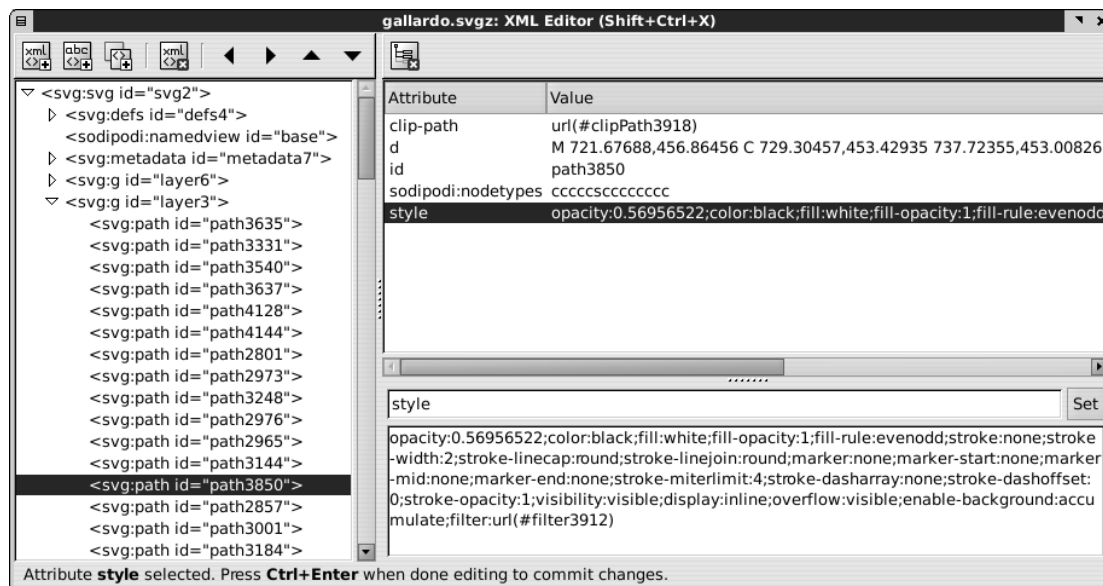 gallardo.svgz: XML Editor (Shift+Ctrl+X)
xml
abc
xml
<svg:svg id="svg2">
<svg:defs id="defs4">
<sodipodi:namedview id="base">
<svg:metadata id="metadata7">
<svg:g id="layer6">
<svg:g id="layer3">
<svg:path id="path3635">
<svg:path id="path3331">
<svg:path id="path3540">
<svg:path id="path3637">
<svg:path id="path4128">
<svg:path id="path4144">
<svg:path id="path2801">
<svg:path id="path2973">
<svg:path id="path3248">
<svg:path id="path2976">
<svg:path id="path2965">
<svg:path id="path3144">
<svg:path id="path3850">
<svg:path id="path2857">
<svg:path id="path3001">
<svg:path id="path3184">
Attribute Value
clip-path url(#clipPath3918)
d M 721.67688,456.86456 C 729.30457,453.42935 737.72355,453.00826
id path3850
sodipodi:nodetypes cccccscccccccc
style opacity:0.56956522;color:black;fill:white;fill-opacity:1;fill-rule:evenodd
style Set
opacity:0.56956522;color:black;fill:white;fill-opacity:1;fill-rule:evenodd;stroke:none;stroke
-width:2;stroke-linecap:round;stroke-linejoin:round;marker:none;marker-start:none;marker
-mid:none;marker-end:none;stroke-miterlimit:4;stroke-dasharray:none;stroke-dashoffset:
0;stroke-opacity:1;visibility:visible;display:inline;overflow:visible;enable-background:accu
mulate;filter:url(#filter3912)
Attribute style selected. Press Ctrl+Enter when done editing to commit changes.